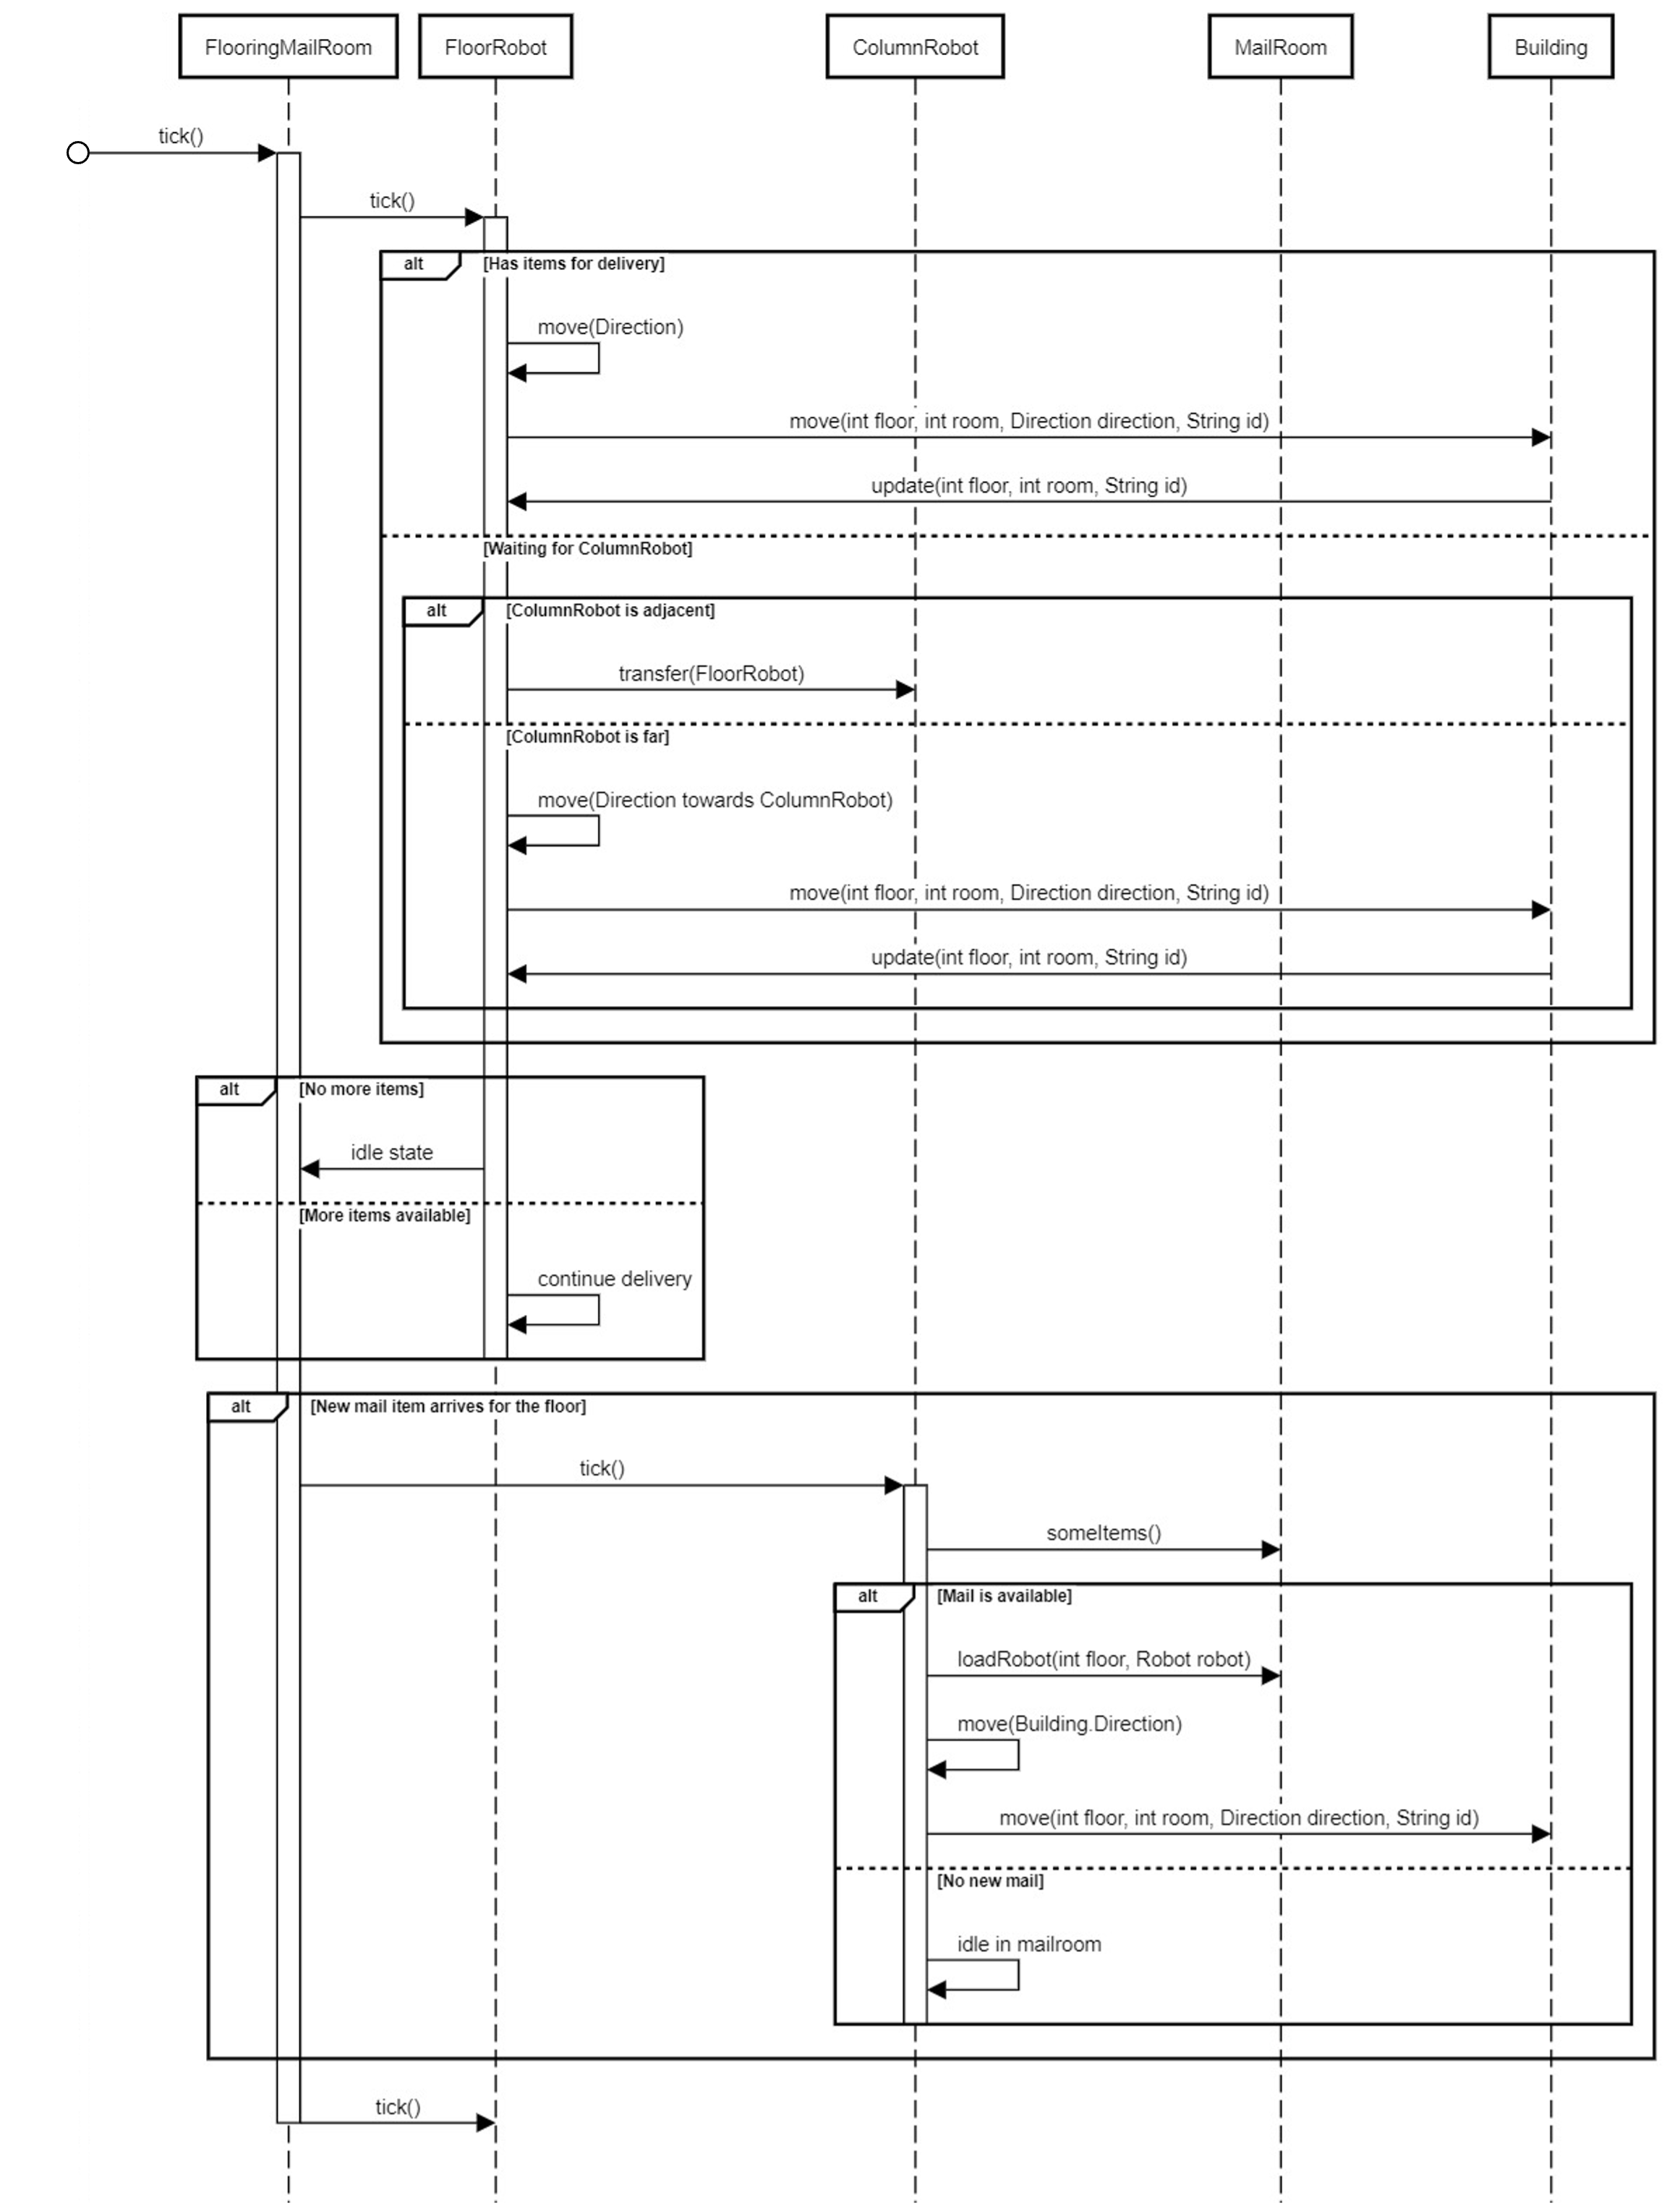 FlooringMailRoom
FloorRobot
ColumnRobot
MailRoom
Building
tick()
tick()
alt
[Has items for delivery]
move(Direction)
move(int floor, int room, Direction direction, String id)
update(int floor, int room, String id)
[Waiting for ColumnRobot]
alt
[ColumnRobot is adjacent]
transfer(FloorRobot)
[ColumnRobot is far]
move(Direction towards ColumnRobot)
move(int floor, int room, Direction direction, String id)
update(int floor, int room, String id)
alt
[No more items]
idle state
[More items available]
continue delivery
alt
[New mail item arrives for the floor]
tick()
someItems()
alt
[Mail is available]
loadRobot(int floor, Robot robot)
move(Building.Direction)
move(int floor, int room, Direction direction, String id)
[No new mail]
idle in mailroom
tick()